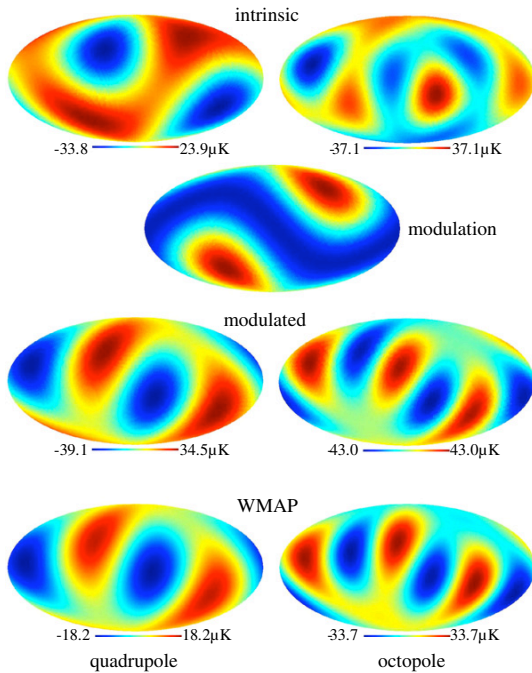 intrinsic
-33.8 23.9μK -37.1 37.1μK
modulation
modulated
-39.1 34.5μK -43.0 43.0μK
WMAP
-18.2 18.2μK -33.7 33.7μK
quadrupole octopole